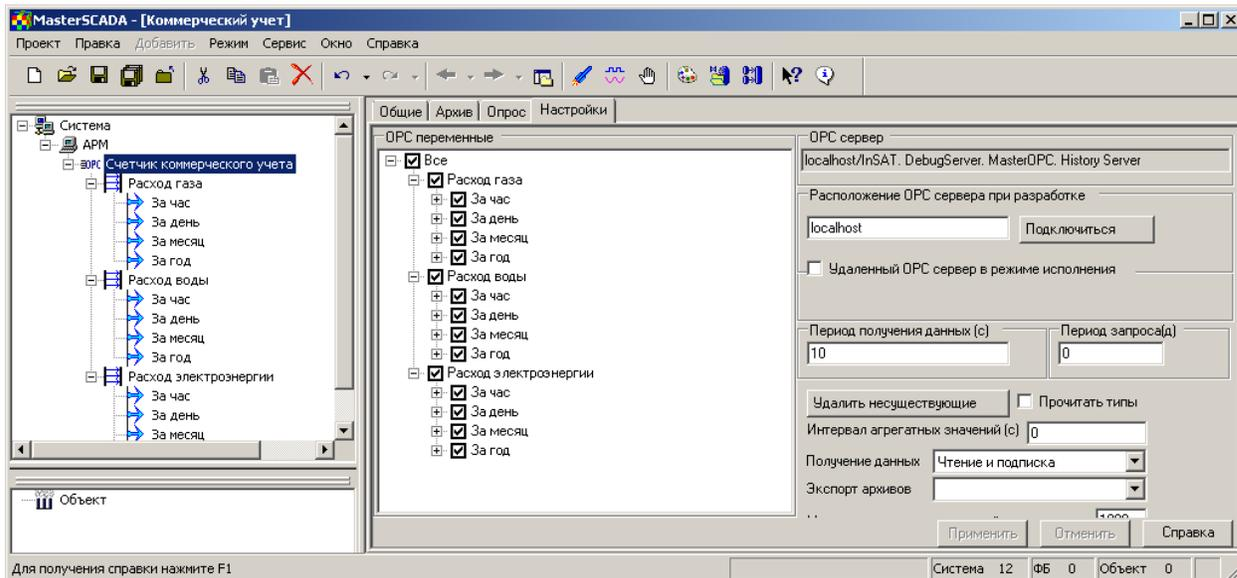 MasterSCADA - [Коммерческий учет]
Проект Правка Добавить Режим Сервис Окно Справка
Система
АРМ
OPC Счетчик коммерческого учета
Расход газа
За час
За день
За месяц
За год
Расход воды
За час
За день
За месяц
За год
Расход электроэнергии
За час
За день
За месяц
Объект
Общие Архив Опрос Настройки
OPC переменные
Все
Расход газа
За час
За день
За месяц
За год
Расход воды
За час
За день
За месяц
За год
Расход электроэнергии
За час
За день
За месяц
За год
OPC сервер
localhost/InSAT. DebugServer. MasterOPC. History Server
Расположение OPC сервера при разработке
localhost Подключиться
Удаленный OPC сервер в режиме исполнения
Период получения данных (с) Период запроса(д)
10 0
Удалить несуществующие Прочитать типы
Интервал агрегатных значений (с) 0
Получение данных Чтение и подписка
Экспорт архивов
Применить Отменить Справка
Для получения справки нажмите F1
Система 12 ФБ 0 Объект 0